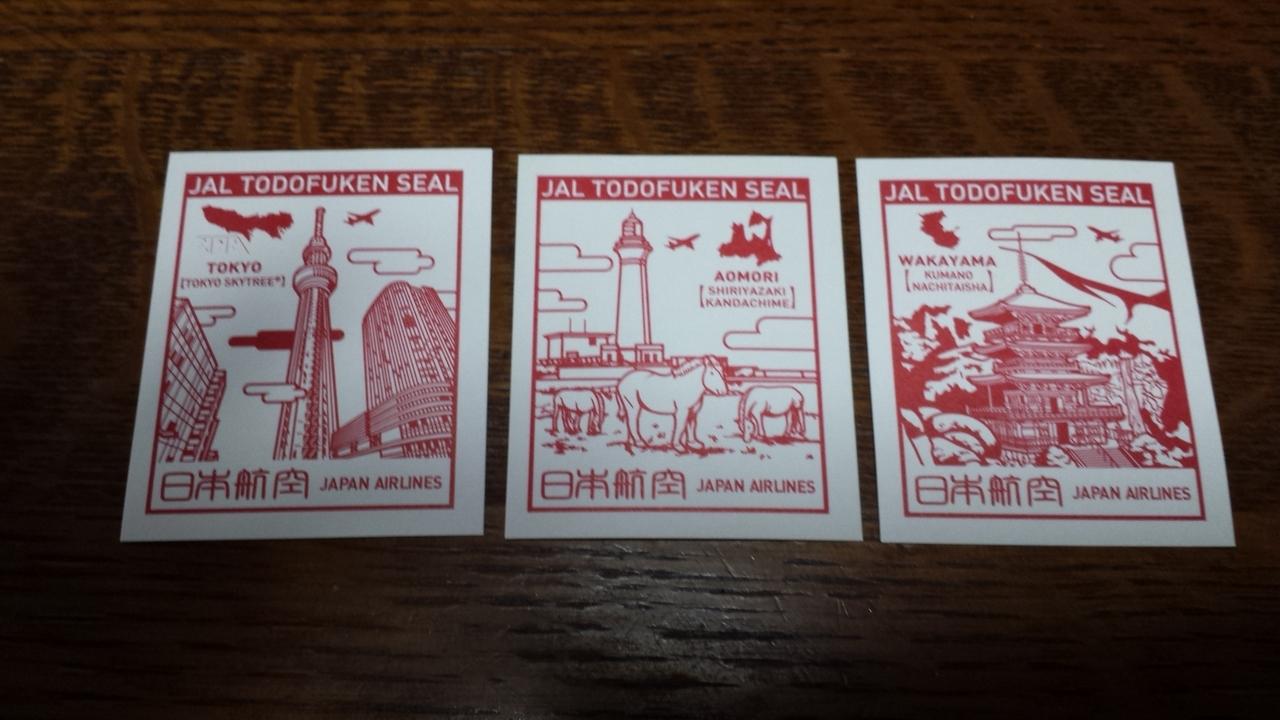 JAL TODOFUKEN SEAL
TOKYO
[TOKYO SKYTREE®]
日本航空 JAPAN AIRLINES
JAL TODOFUKEN SEAL
AOMORI
[SHIRIYAZAKI
KANDACHIME]
日本航空 JAPAN AIRLINES
JAL TODOFUKEN SEAL
WAKAYAMA
[KUMANO
NACHITAISHA]
日本航空 JAPAN AIRLINES